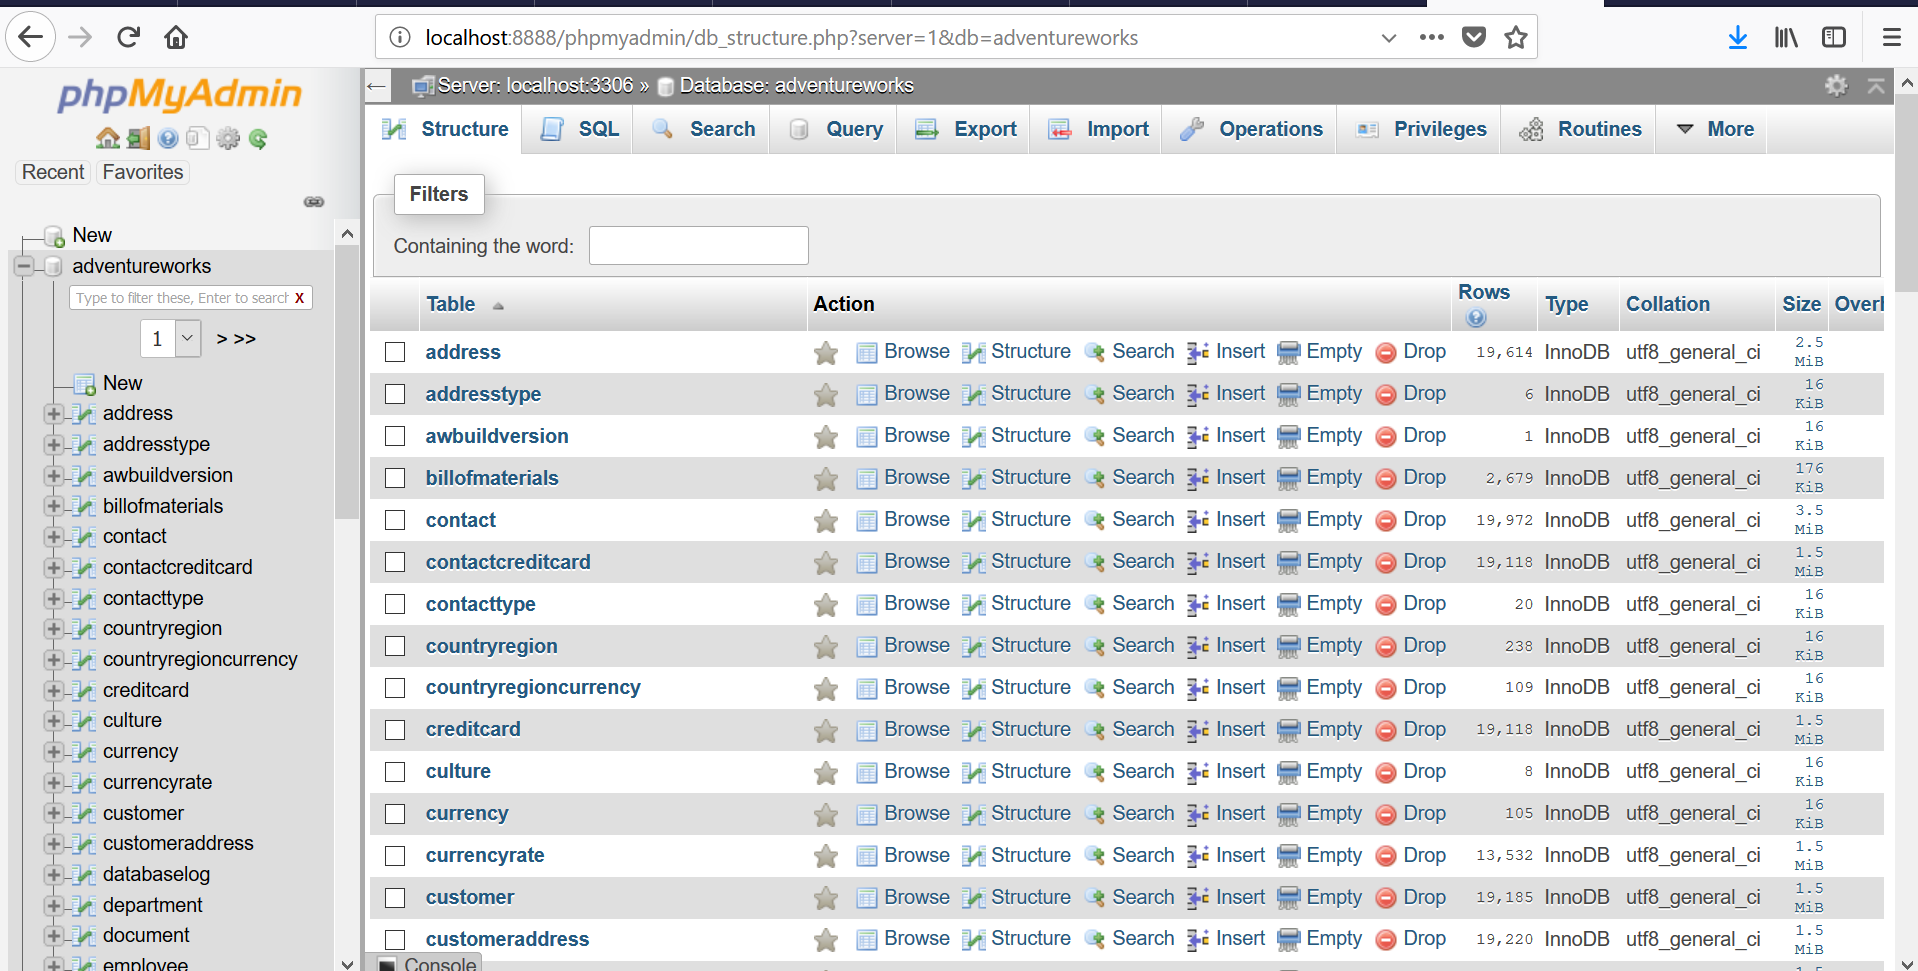 localhost:8888/phpmyadmin/db_structure.php?server=1&db=adventureworks
phpMyAdmin
Recent Favorites
New
adventureworks
Type to filter these, Enter to search X
1 > >>
New
address
addresstype
awbuildversion
billofmaterials
contact
contactcreditcard
contacttype
countryregion
countryregioncurrency
creditcard
culture
currency
currencyrate
customer
customeraddress
databaselog
department
document
employee
← Server: localhost:3306 » Database: adventureworks
Structure SQL Search Query Export Import Operations Privileges Routines More
Filters
Containing the word:
Table Action Rows Type Collation Size Overh
address Browse Structure Search Insert Empty Drop 19,614 InnoDB utf8_general_ci 2.5 MiB
addresstype Browse Structure Search Insert Empty Drop 6 InnoDB utf8_general_ci 16 KiB
awbuildversion Browse Structure Search Insert Empty Drop 1 InnoDB utf8_general_ci 16 KiB
billofmaterials Browse Structure Search Insert Empty Drop 2,679 InnoDB utf8_general_ci 176 KiB
contact Browse Structure Search Insert Empty Drop 19,972 InnoDB utf8_general_ci 3.5 MiB
contactcreditcard Browse Structure Search Insert Empty Drop 19,118 InnoDB utf8_general_ci 1.5 MiB
contacttype Browse Structure Search Insert Empty Drop 20 InnoDB utf8_general_ci 16 KiB
countryregion Browse Structure Search Insert Empty Drop 238 InnoDB utf8_general_ci 16 KiB
countryregioncurrency Browse Structure Search Insert Empty Drop 109 InnoDB utf8_general_ci 16 KiB
creditcard Browse Structure Search Insert Empty Drop 19,118 InnoDB utf8_general_ci 1.5 MiB
culture Browse Structure Search Insert Empty Drop 8 InnoDB utf8_general_ci 16 KiB
currency Browse Structure Search Insert Empty Drop 105 InnoDB utf8_general_ci 16 KiB
currencyrate Browse Structure Search Insert Empty Drop 13,532 InnoDB utf8_general_ci 1.5 MiB
customer Browse Structure Search Insert Empty Drop 19,185 InnoDB utf8_general_ci 1.5 MiB
customeraddress Browse Structure Search Insert Empty Drop 19,220 InnoDB utf8_general_ci 1.5 MiB
Console